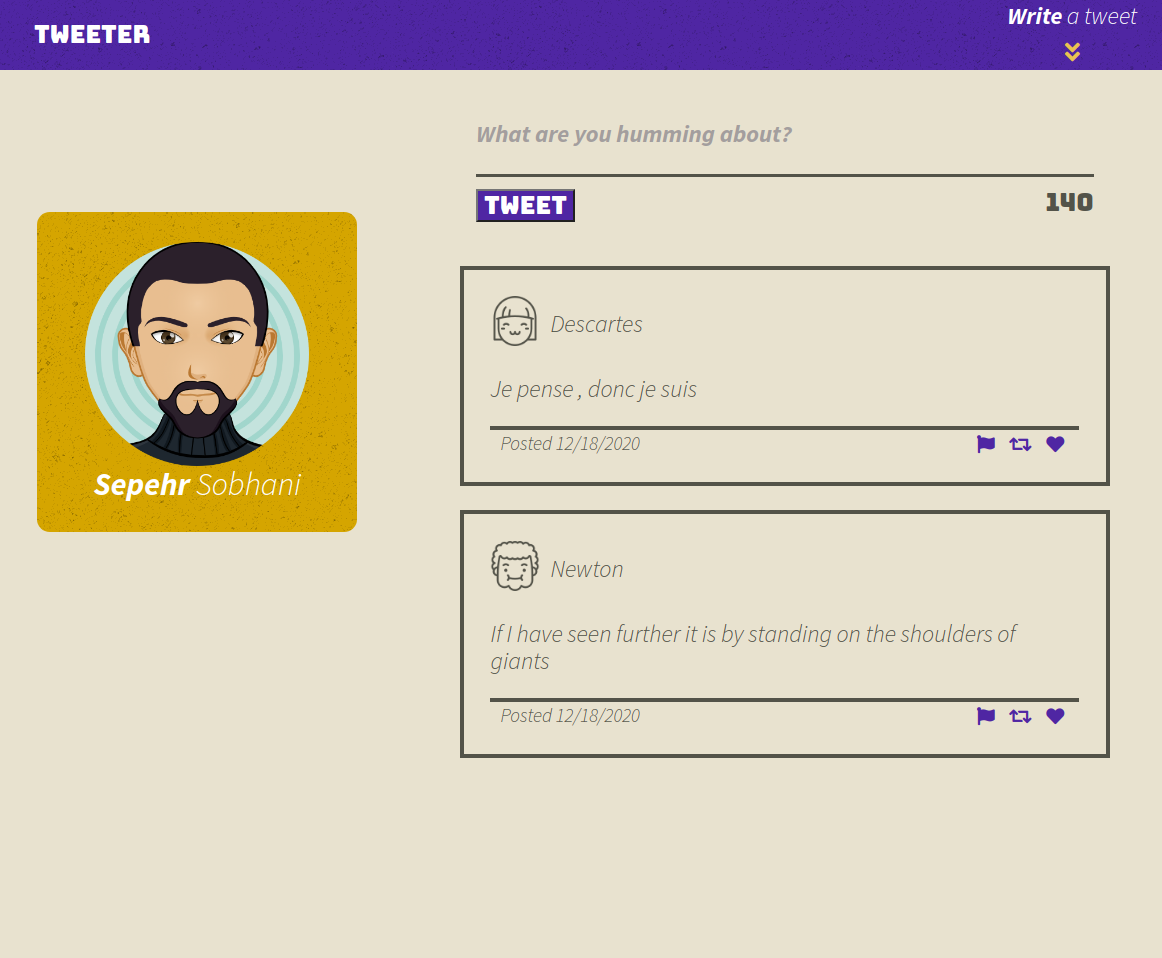 TWEETER
Write a tweet
What are you humming about?
TWEET
140
Sepehr Sobhani
Descartes
Je pense , donc je suis
Posted 12/18/2020
Newton
If I have seen further it is by standing on the shoulders of
giants
Posted 12/18/2020